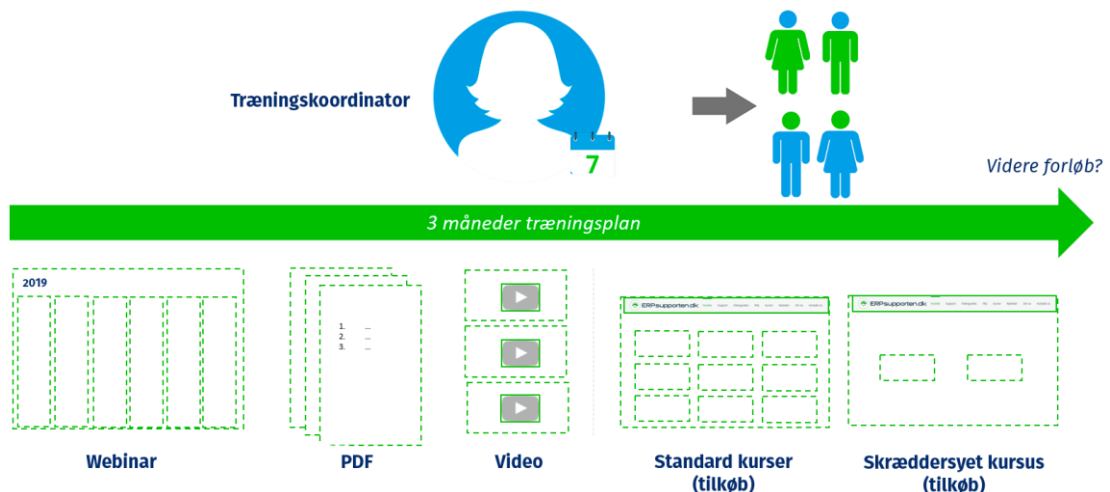 Træningskoordinator
7
Videre forløb?
3 måneder træningsplan
2019
1. ...
2. ...
3. ...
ERPsupporten.dk
ERPsupporten.dk
Webinar
PDF
Video
Standard kurser
(tilkøb)
Skræddersyet kursus
(tilkøb)